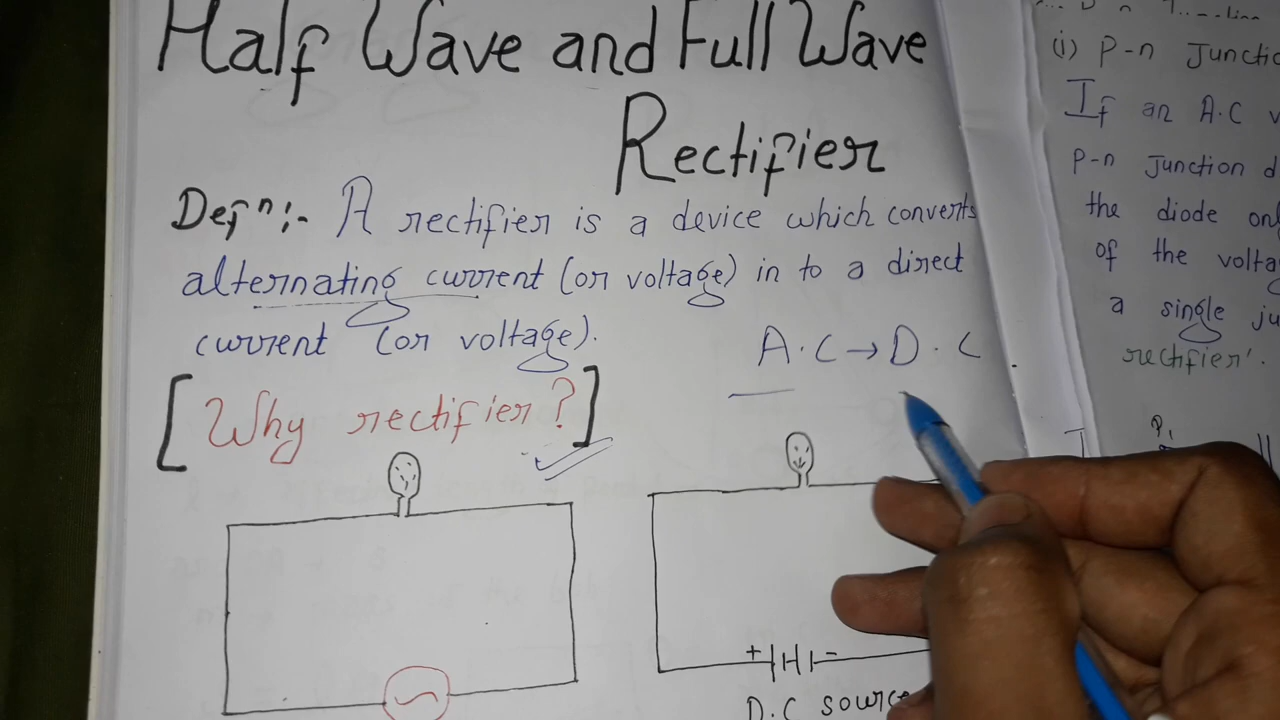 Half Wave and Full Wave
Rectifier
Defn:- A rectifier is a device which converts
alternating current (or voltage) in to a direct
current (or voltage).
A.C → D.C
[Why rectifier?]
+ -
D.C source
(i) P-n Junctio
If an A.C v
P-n Junction d
the diode onl
of the volta
a single ju
rectifier'.